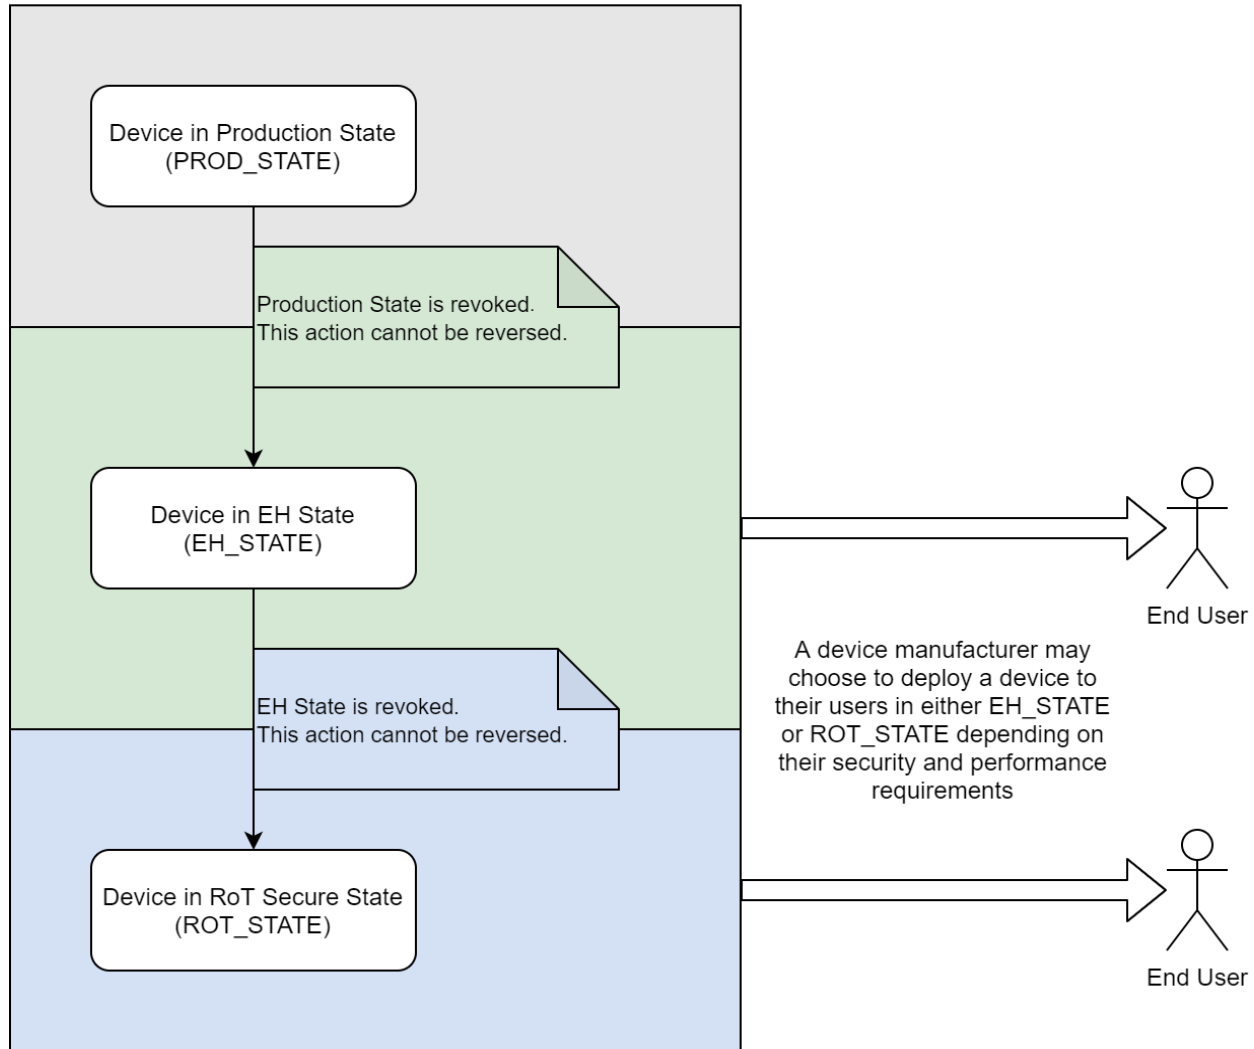 Device in Production State
(PROD_STATE)
Production State is revoked.
This action cannot be reversed.
Device in EH State
(EH_STATE)
End User
A device manufacturer may
choose to deploy a device to
their users in either EH_STATE
or ROT_STATE depending on
their security and performance
requirements
EH State is revoked.
This action cannot be reversed.
Device in RoT Secure State
(ROT_STATE)
End User